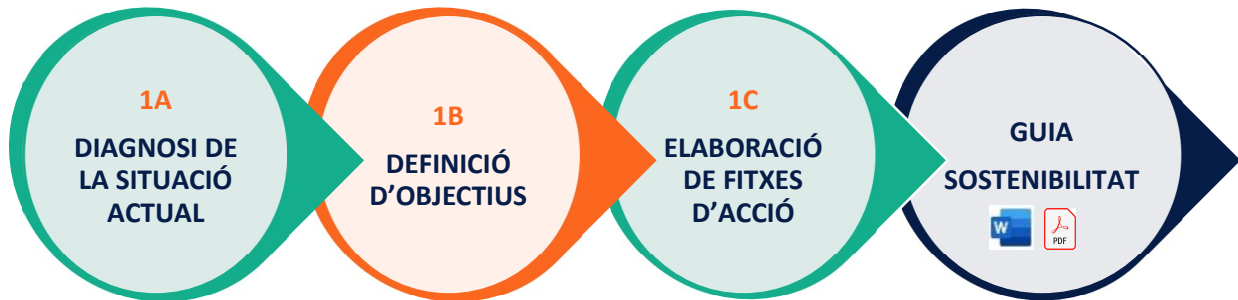 1A
DIAGNOSI DE
LA SITUACIÓ
ACTUAL
1B
DEFINICIÓ
D’OBJECTIUS
1C
ELABORACIÓ
DE FITXES
D’ACCIÓ
GUIA
SOSTENIBILITAT
W
PDF